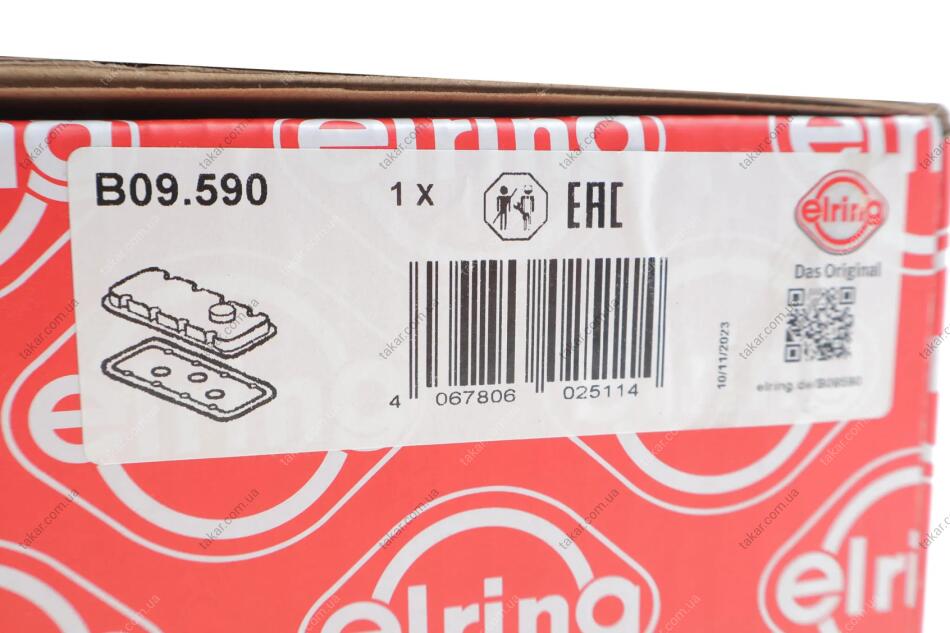 B09.590
1 X
EAC
elring
Das Original
4 067806 025114
10/11/2023
elring.de/B09590
elring
elring
elring
takar.com.ua